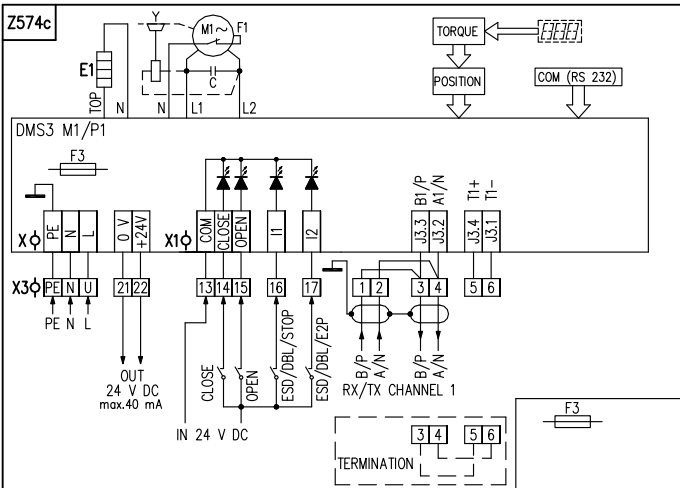 Z574c
Y
M1 ~
F1
TORQUE
E1
POSITION
COM (RS 232)
C
TOP
N
N
L1
L2
DMS3 M1/P1
F3
B1/P
A1/N
T1+
T1-
X
PE
N
L
0 V
+24V
X1
COM
CLOSE
OPEN
I1
I2
J3.3
J3.2
J3.4
J3.1
X3
PE
N
U
21
22
13
14
15
16
17
1
2
3
4
5
6
PE N L
OUT
24 V DC
max.40 mA
CLOSE
OPEN
ESD/DBL/STOP
ESD/DBL/E2P
B/P
A/N
B/P
A/N
RX/TX CHANNEL 1
IN 24 V DC
F3
3 4 5 6
TERMINATION